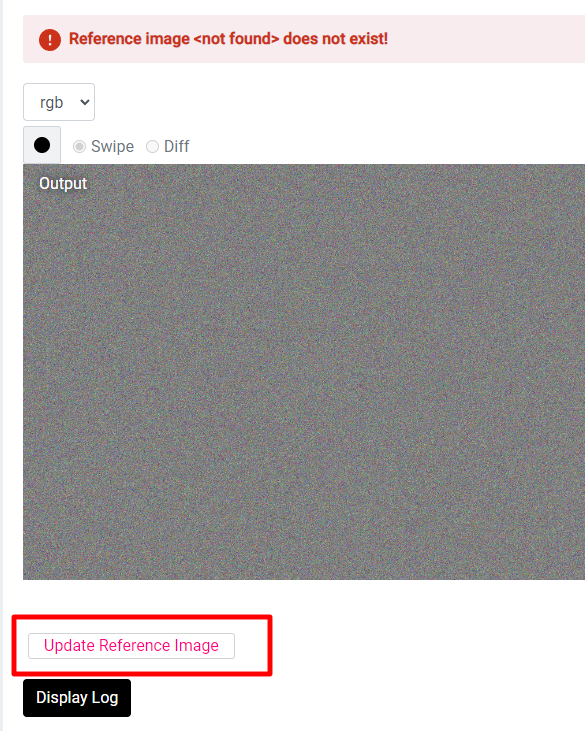 Reference image <not found> does not exist!
rgb
Swipe Diff
Output
Update Reference Image
Display Log